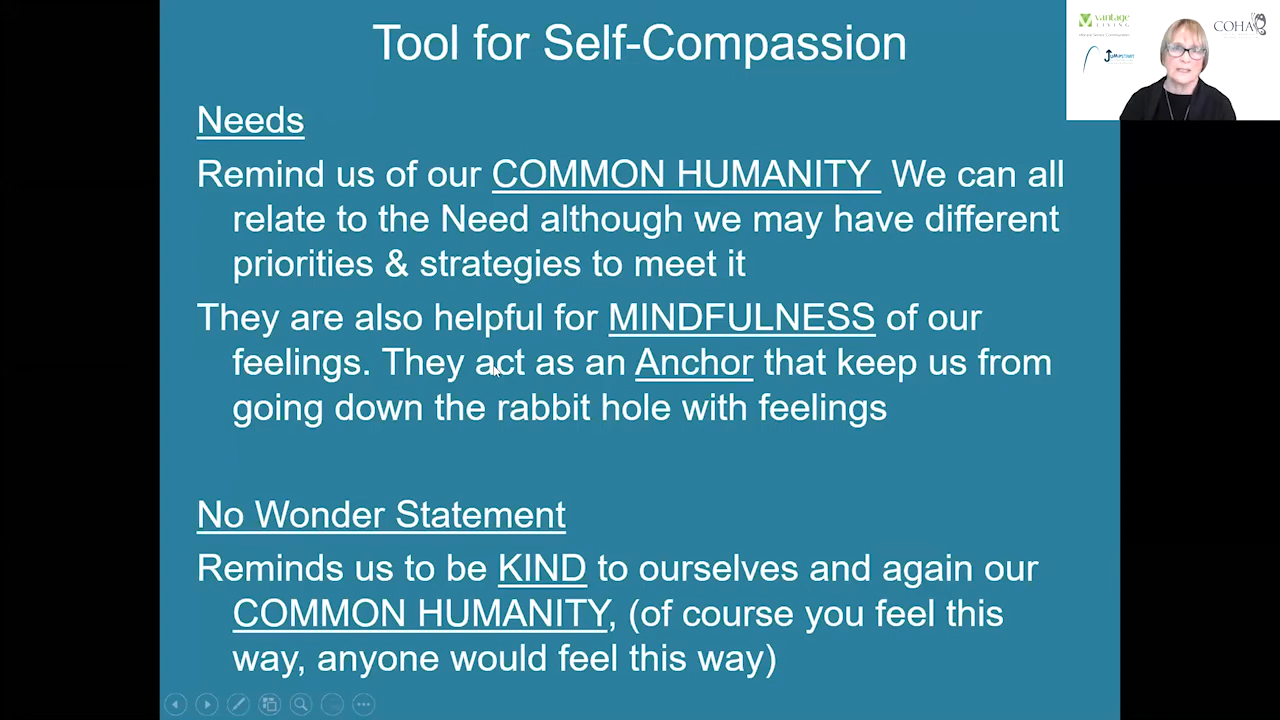 Tool for Self-Compassion
vantage
LIVING
COHA
Needs
Remind us of our COMMON HUMANITY We can all
relate to the Need although we may have different
priorities & strategies to meet it
They are also helpful for MINDFULNESS of our
feelings. They act as an Anchor that keep us from
going down the rabbit hole with feelings
No Wonder Statement
Reminds us to be KIND to ourselves and again our
COMMON HUMANITY, (of course you feel this
way, anyone would feel this way)